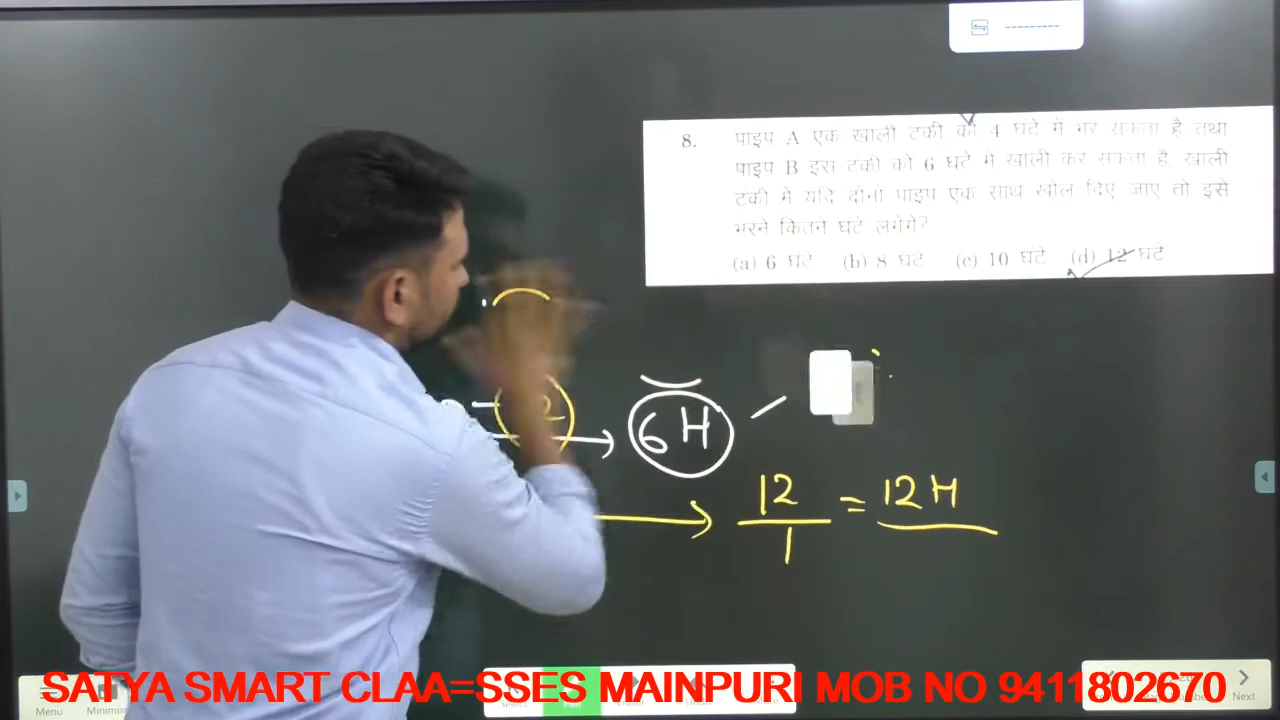 8. पाइप A एक खाली टंकी को 4 घंटे में भर सकता है तथा
पाइप B इस टंकी को 6 घंटे में खाली कर सकता है. खाली
टंकी में यदि दोनों पाइप एक साथ खोल दिए जाए तो इसे
भरने कितने घंटे लगेगे?
(a) 6 घंटे (b) 8 घंटे (c) 10 घंटे (d) 12 घंटे
6H
12/1 = 12H
SATYA SMART CLAA=SSES MAINPURI MOB NO 9411802670
Menu
Next